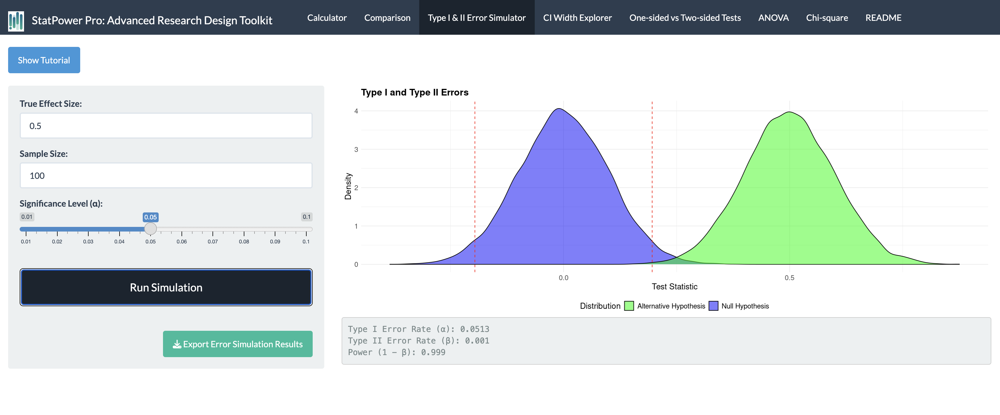 StatPower Pro: Advanced Research Design Toolkit
Calculator
Comparison
Type I & II Error Simulator
CI Width Explorer
One-sided vs Two-sided Tests
ANOVA
Chi-square
README
Show Tutorial
True Effect Size:
0.5
Sample Size:
100
Significance Level (α):
0.01
0.05
0.1
0.01 0.02 0.03 0.04 0.05 0.06 0.07 0.08 0.09 0.1
Run Simulation
Export Error Simulation Results
Type I and Type II Errors
4
3
2
1
0
Density
0.0 0.5
Test Statistic
Distribution Alternative Hypothesis Null Hypothesis
Type I Error Rate (α): 0.0513
Type II Error Rate (β): 0.001
Power (1 - β): 0.999